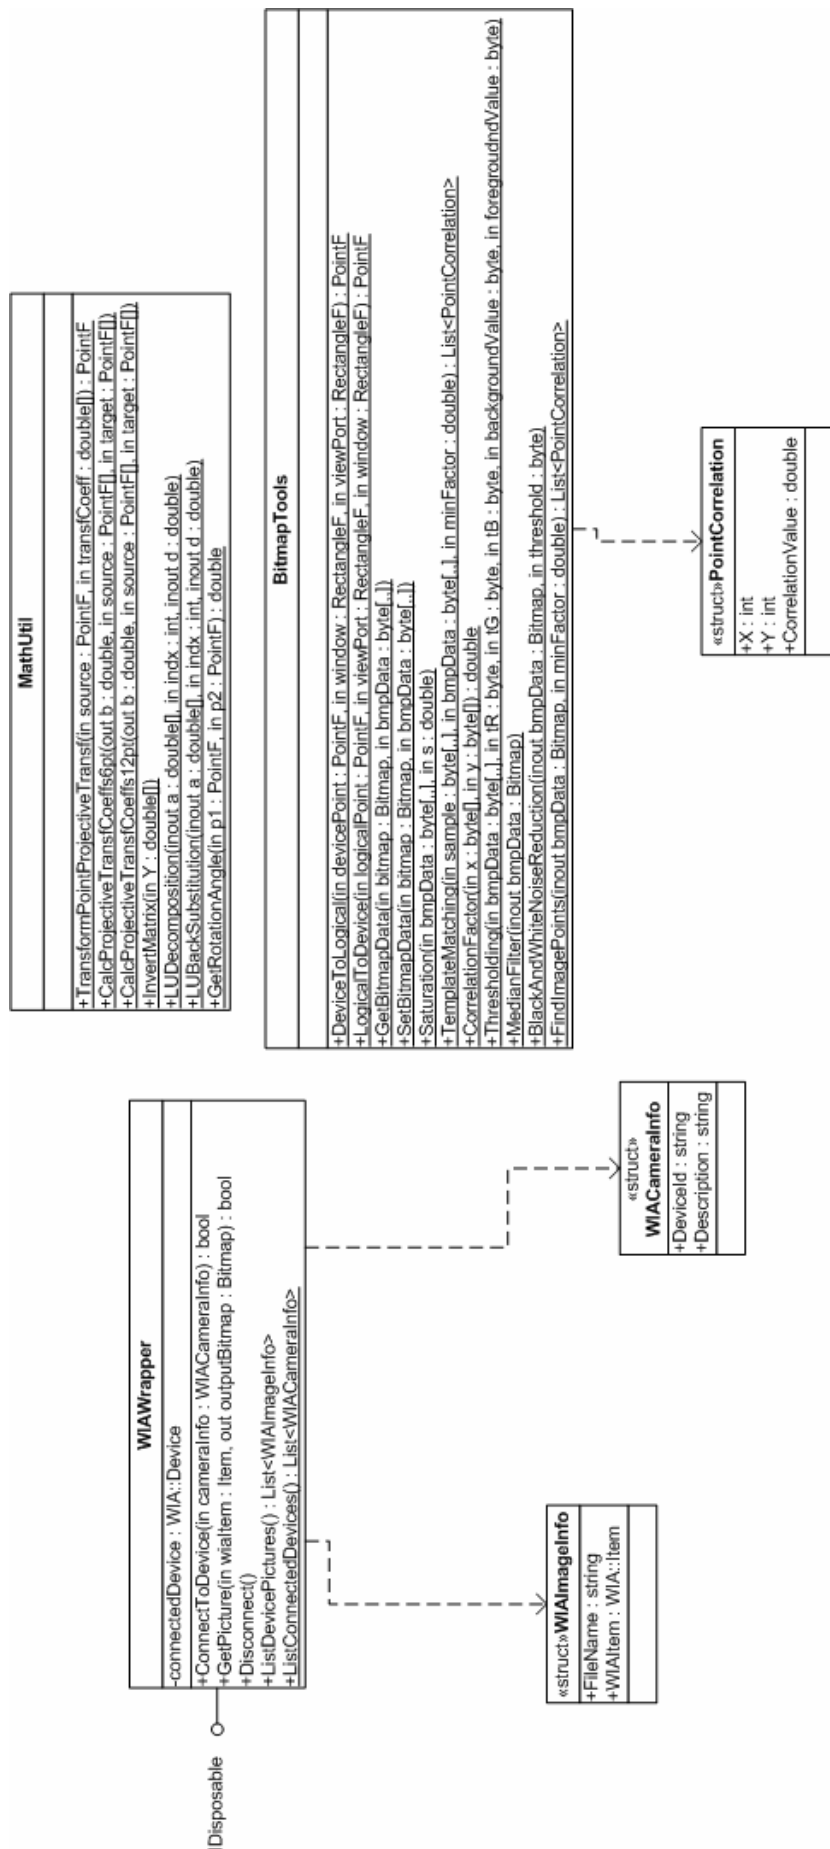 IDisposable
WIAWrapper
-connectedDevice : WIA::Device
+ConnectToDevice(in cameraInfo : WIACameraInfo) : bool
+GetPicture(in wiaItem : Item, out outputBitmap : Bitmap) : bool
+Disconnect()
+ListDevicePictures() : List<WIAImageInfo>
+ListConnectedDevices() : List<WIACameraInfo>
«struct»WIAImageInfo
+FileName : string
+WIAItem : WIA::Item
«struct»
WIACameraInfo
+DeviceId : string
+Description : string
MathUtil
+TransformPointProjectiveTransf(in source : PointF, in transfCoeff : double[]) : PointF
+CalcProjectiveTransfCoeffs6pt(out b : double, in source : PointF[], in target : PointF[])
+CalcProjectiveTransfCoeffs12pt(out b : double, in source : PointF[], in target : PointF[])
+InvertMatrix(in Y : double[])
+LUDecomposition(inout a : double[], in indx : int, inout d : double)
+LUBackSubstitution(inout a : double[], in indx : int, inout d : double)
+GetRotationAngle(in p1 : PointF, in p2 : PointF) : double
BitmapTools
+DeviceToLogical(in devicePoint : PointF, in window : RectangleF, in viewPort : RectangleF) : PointF
+LogicalToDevice(in logicalPoint : PointF, in viewPort : RectangleF, in window : RectangleF) : PointF
+GetBitmapData(in bitmap : Bitmap, in bmpData : byte[,,])
+SetBitmapData(in bitmap : Bitmap, in bmpData : byte[,,])
+Saturation(in bmpData : byte[,,], in s : double)
+TemplateMatching(in sample : byte[,,], in bmpData : byte[,,], in minFactor : double) : List<PointCorrelation>
+CorrelationFactor(in x : byte[], in y : byte[]) : double
+Thresholding(in bmpData : byte[,,], in tR : byte, in tG : byte, in tB : byte, in backgroundValue : byte, in foregroudndValue : byte)
+MedianFilter(inout bmpData : Bitmap)
+BlackAndWhiteNoiseReduction(inout bmpData : Bitmap, in threshold : byte)
+FindImagePoints(inout bmpData : Bitmap, in minFactor : double) : List<PointCorrelation>
«struct»PointCorrelation
+X : int
+Y : int
+CorrelationValue : double